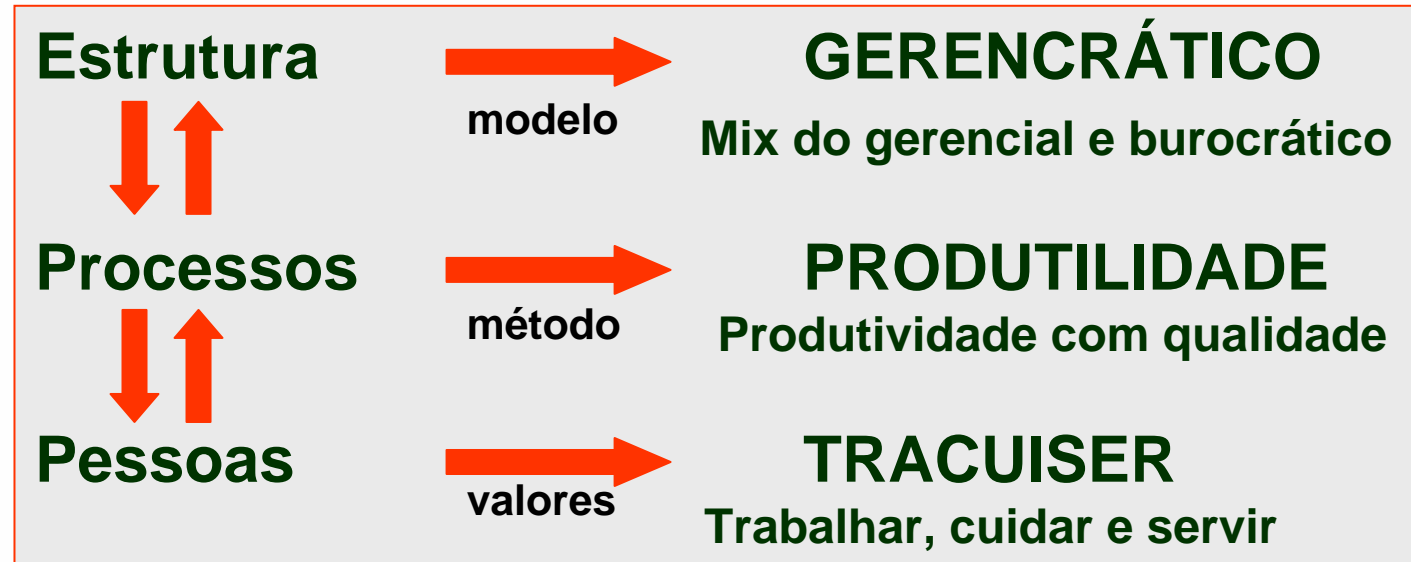 Estrutura
GERENCRÁTICO
modelo
Mix do gerencial e burocrático
Processos
PRODUTILIDADE
método
Produtividade com qualidade
Pessoas
TRACUISER
valores
Trabalhar, cuidar e servir